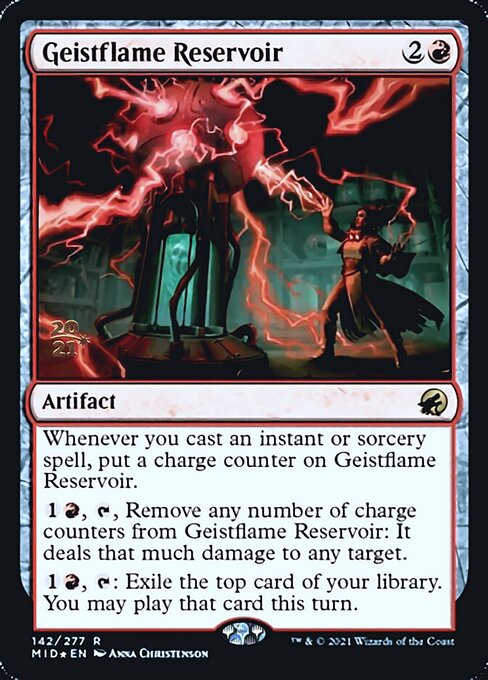 Geistflame Reservoir 2
20
21
Artifact
Whenever you cast an instant or sorcery
spell, put a charge counter on Geistflame
Reservoir.
1, , Remove any number of charge
counters from Geistflame Reservoir: It
deals that much damage to any target.
1, : Exile the top card of your library.
You may play that card this turn.
142/277 R
MID★EN Anna Christenson
™ & © 2021 Wizards of the Coast